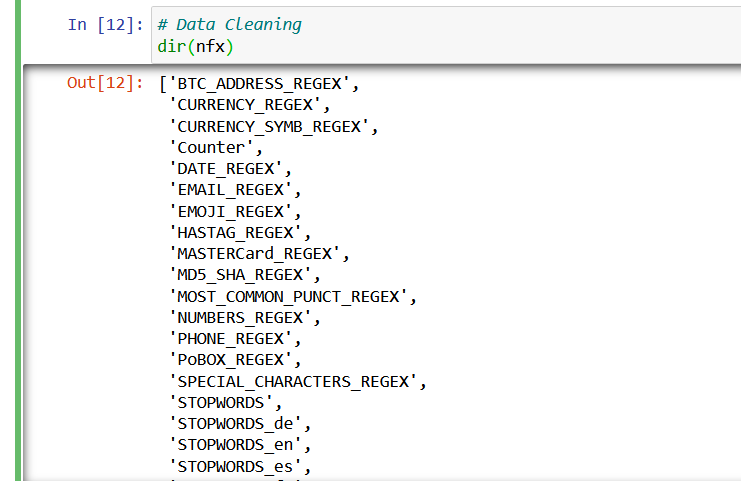 In [12]: # Data Cleaning
dir(nfx)
Out[12]: ['BTC_ADDRESS_REGEX',
'CURRENCY_REGEX',
'CURRENCY_SYMB_REGEX',
'Counter',
'DATE_REGEX',
'EMAIL_REGEX',
'EMOJI_REGEX',
'HASTAG_REGEX',
'MASTERCard_REGEX',
'MD5_SHA_REGEX',
'MOST_COMMON_PUNCT_REGEX',
'NUMBERS_REGEX',
'PHONE_REGEX',
'PoBOX_REGEX',
'SPECIAL_CHARACTERS_REGEX',
'STOPWORDS',
'STOPWORDS_de',
'STOPWORDS_en',
'STOPWORDS_es',